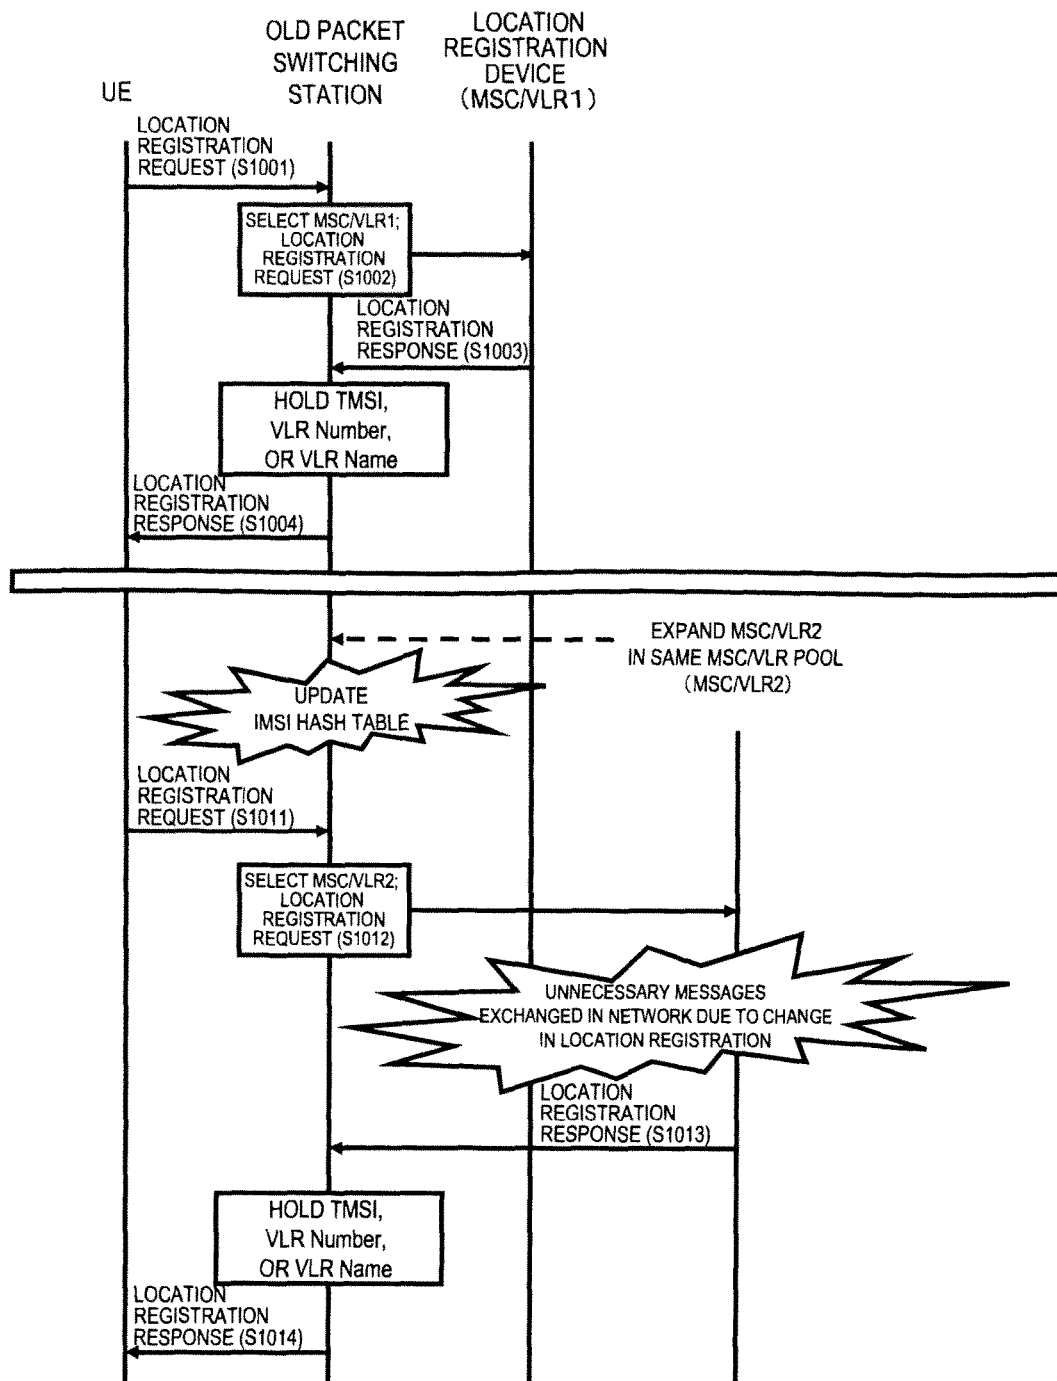 UE
OLD PACKET
SWITCHING
STATION
LOCATION
REGISTRATION
DEVICE
(MSC/VLR1)
LOCATION
REGISTRATION
REQUEST (S1001)
SELECT MSC/VLR1;
LOCATION
REGISTRATION
REQUEST (S1002)
LOCATION
REGISTRATION
RESPONSE (S1003)
HOLD TMSI,
VLR Number,
OR VLR Name
LOCATION
REGISTRATION
RESPONSE (S1004)
EXPAND MSC/VLR2
IN SAME MSC/VLR POOL
(MSC/VLR2)
UPDATE
IMSI HASH TABLE
LOCATION
REGISTRATION
REQUEST (S1011)
SELECT MSC/VLR2;
LOCATION
REGISTRATION
REQUEST (S1012)
UNNECESSARY MESSAGES
EXCHANGED IN NETWORK DUE TO CHANGE
IN LOCATION REGISTRATION
LOCATION
REGISTRATION
RESPONSE (S1013)
HOLD TMSI,
VLR Number,
OR VLR Name
LOCATION
REGISTRATION
RESPONSE (S1014)